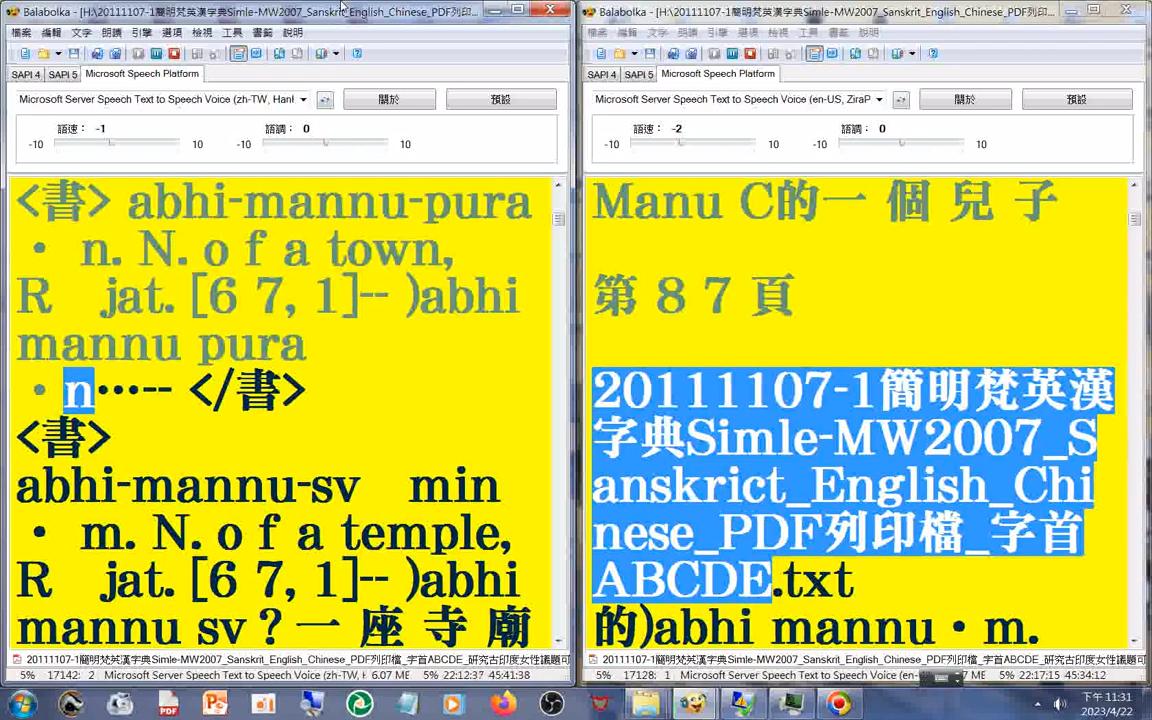 Balabolka - [H:\20111107-1簡明梵英漢字典Simle-MW2007_Sanskrit_English_Chinese_PDF列印...
檔案 編輯 文字 朗讀 引擎 選項 檢視 工具 書籤 說明
SAPI 4 SAPI 5 Microsoft Speech Platform
Microsoft Server Speech Text to Speech Voice (zh-TW, Hanl 關於 預設
語速： -1 語調： 0
-10 10 -10 10
<書> abhi-mannu-pura
• n. N. o f a town,
R jat. [6 7, 1]-- )abhi
mannu pura
• n…-- </書>
<書>
abhi-mannu-sv min
• m. N. o f a temple,
R jat. [6 7, 1]-- )abhi
mannu sv？一 座 寺 廟
20111107-1簡明梵英漢字典Simle-MW2007_Sanskrit_English_Chinese_PDF列印檔_字首ABCDE_研究古印度女性議題可
5% 17142: 2 Microsoft Server Speech Text to Speech Voice (zh-TW, H 6.07 ME 5% 22:12:37 45:41:38
Balabolka - [H:\20111107-1簡明梵英漢字典Simle-MW2007_Sanskrit_English_Chinese_PDF列印...
檔案 編輯 文字 朗讀 引擎 選項 檢視 工具 書籤 說明
SAPI 4 SAPI 5 Microsoft Speech Platform
Microsoft Server Speech Text to Speech Voice (en-US, ZiraP 關於 預設
語速： -2 語調： 0
-10 10 -10 10
Manu C的一 個 兒 子
第 8 7 頁
20111107-1簡明梵英漢
字典Simle-MW2007_S
anskrict_English_Chi
nese_PDF列印檔_字首
ABCDE.txt
的)abhi mannu • m.
20111107-1簡明梵英漢字典Simle-MW2007_Sanskrit_English_Chinese_PDF列印檔_字首ABCDE_研究古印度女性議題可
5% 17128: 1 Microsoft Server Speech Text to Speech Voice (en-US, ME 5% 22:17:15 45:34:12
下午 11:31
2023/4/22